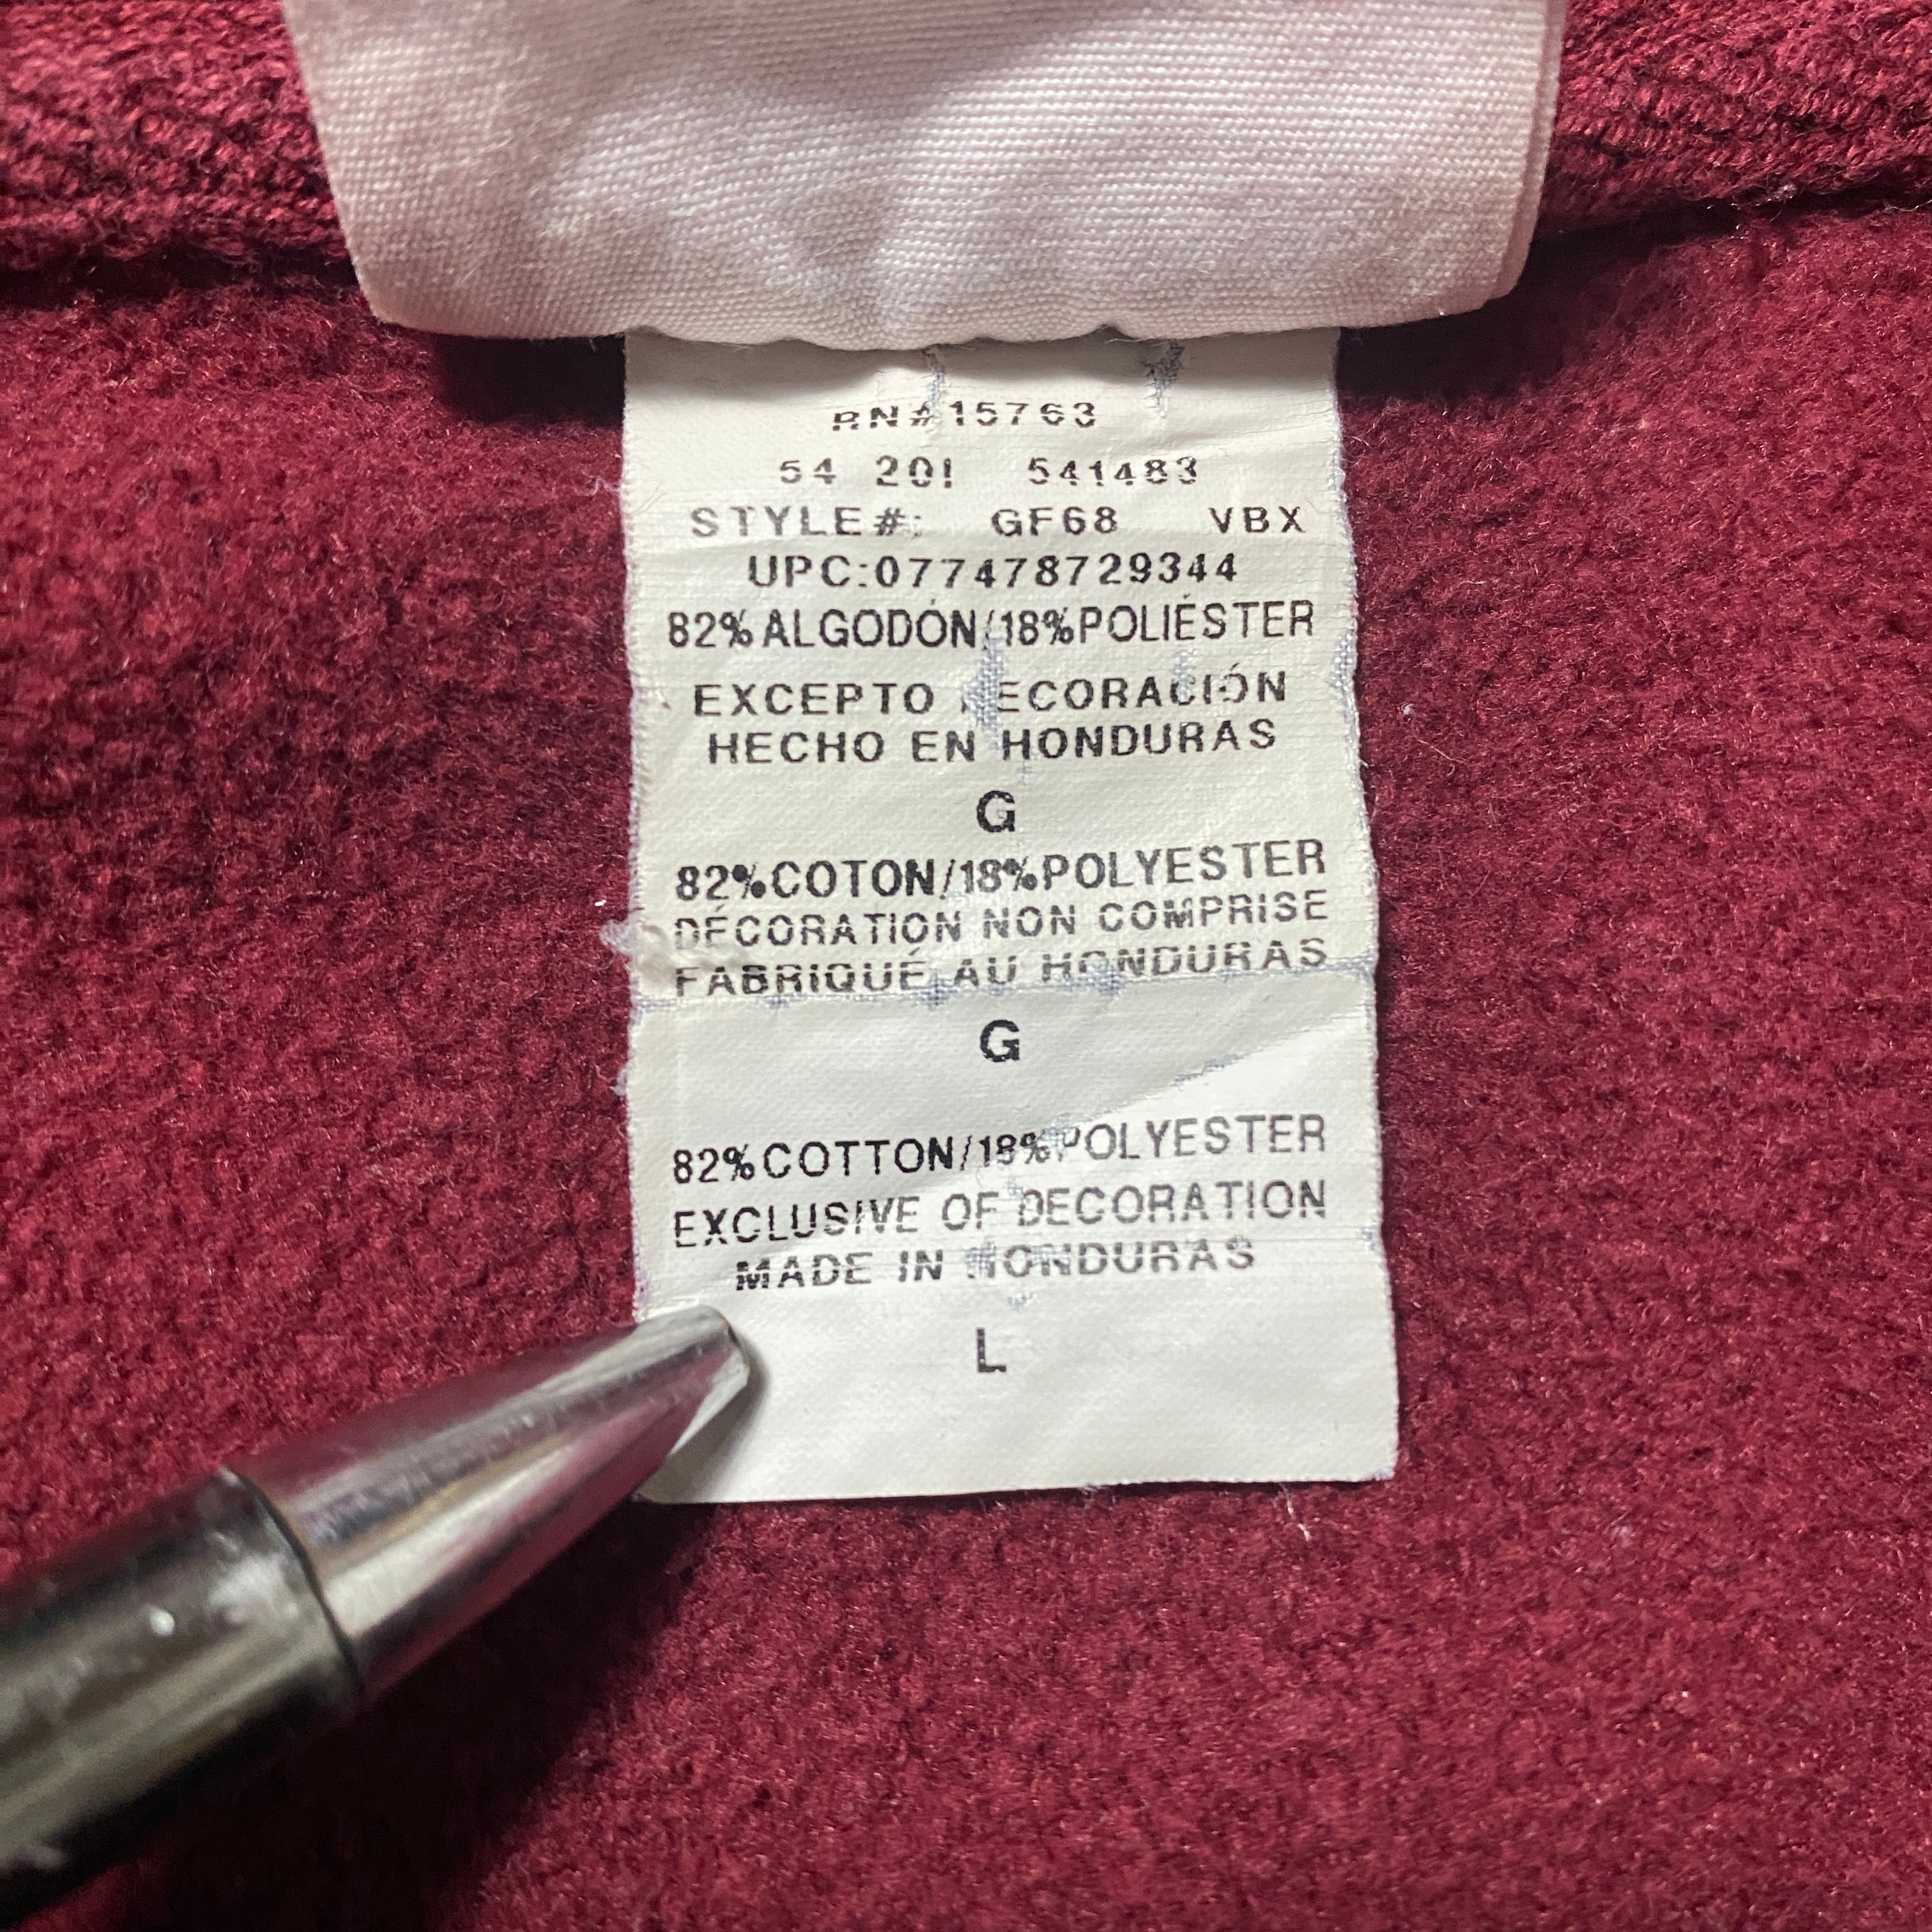 RN#15763
54 20! 541483
STYLE#: GF68 VBX
UPC:077478729344
82%ALGODÓN/18%POLIÉSTER
EXCEPTO DECORACIÓN
HECHO EN HONDURAS
G
82%COTON/18%POLYESTER
DÉCORATION NON COMPRISE
FABRIQUÉ AU HONDURAS
G
82%COTTON/18%POLYESTER
EXCLUSIVE OF DECORATION
MADE IN HONDURAS
L